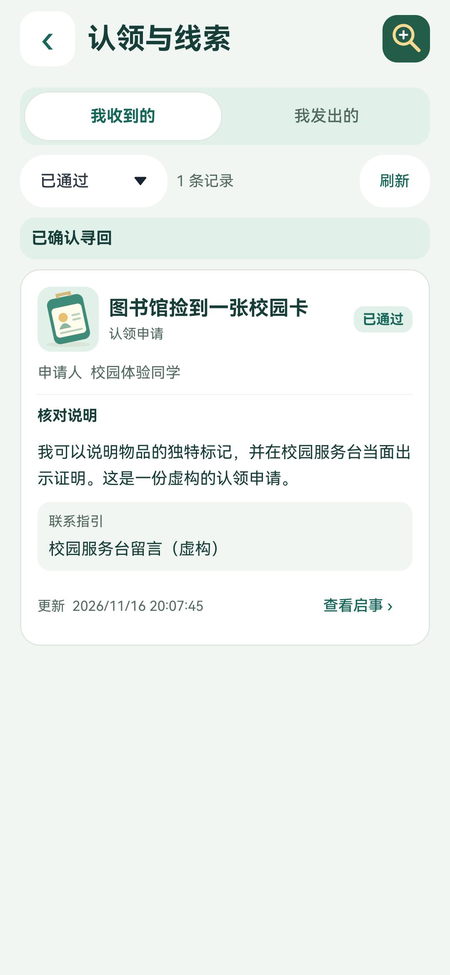 认领与线索
我收到的
我发出的
已通过
1 条记录
刷新
已确认寻回
图书馆捡到一张校园卡
认领申请
已通过
申请人 校园体验同学
核对说明
我可以说明物品的独特标记，并在校园服务台当面出
示证明。这是一份虚构的认领申请。
联系指引
校园服务台留言（虚构）
更新 2026/11/16 20:07:45
查看启事 ›